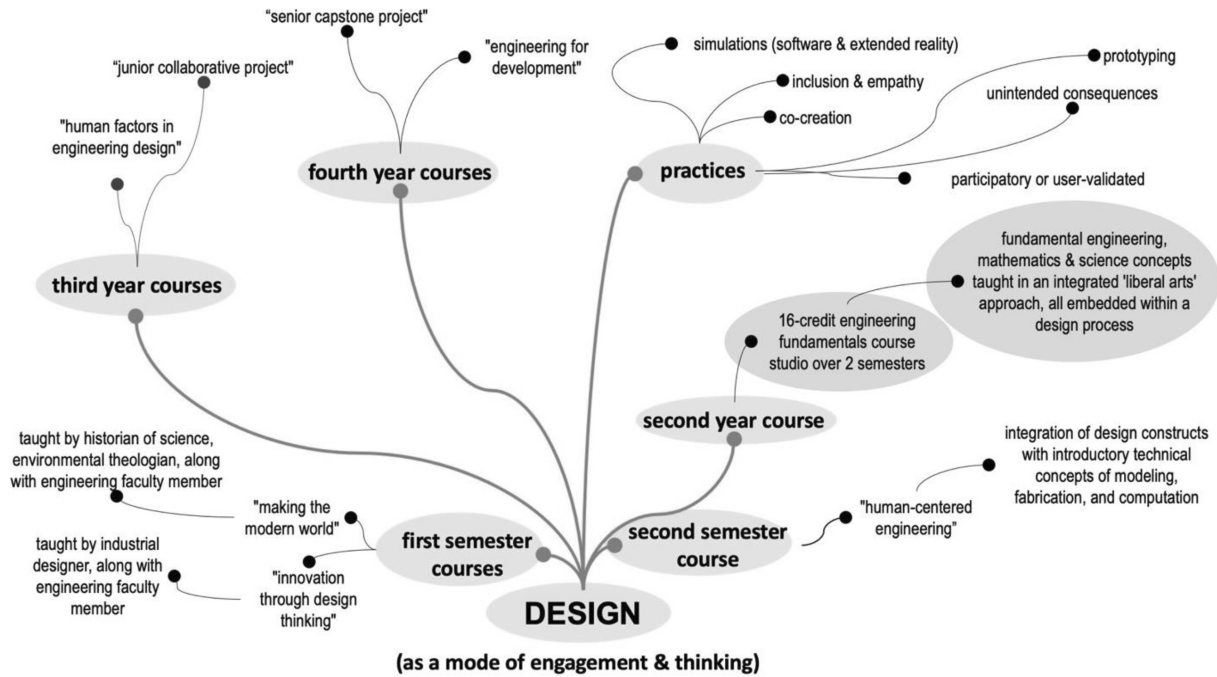 “senior capstone project"
"engineering for
development"
“junior collaborative project"
"human factors in
engineering design"
fourth year courses
third year courses
simulations (software & extended reality)
inclusion & empathy
co-creation
prototyping
unintended consequences
practices
participatory or user-validated
fundamental engineering,
mathematics & science concepts
taught in an integrated 'liberal arts'
approach, all embedded within a
design process
16-credit engineering
fundamentals course
studio over 2 semesters
second year course
integration of design constructs
with introductory technical
concepts of modeling,
fabrication, and computation
"human-centered
engineering”
second semester
course
taught by historian of science,
environmental theologian, along
with engineering faculty member
"making the
modern world"
first semester
courses
taught by industrial
designer, along with
engineering faculty
member
"innovation
through design
thinking"
DESIGN
(as a mode of engagement & thinking)